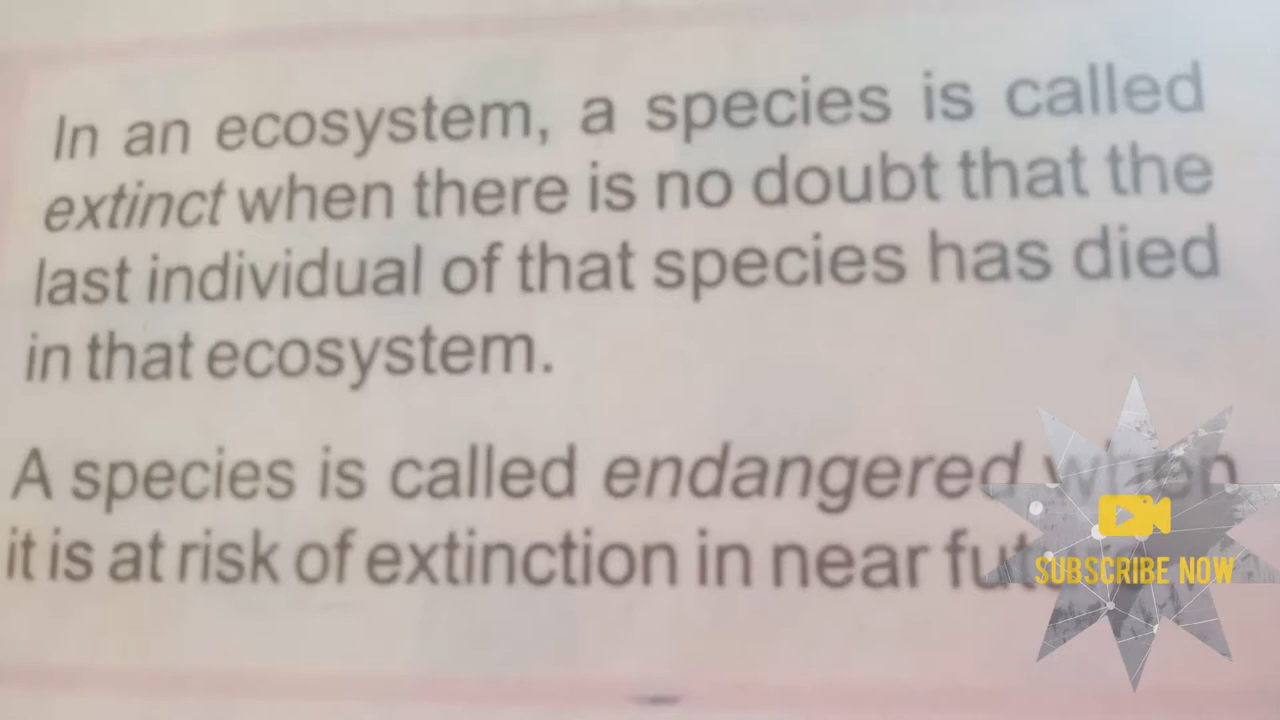 In an ecosystem, a species is called
extinct when there is no doubt that the
last individual of that species has died
in that ecosystem.
A species is called endangered when
it is at risk of extinction in near
SUBSCRIBE NOW